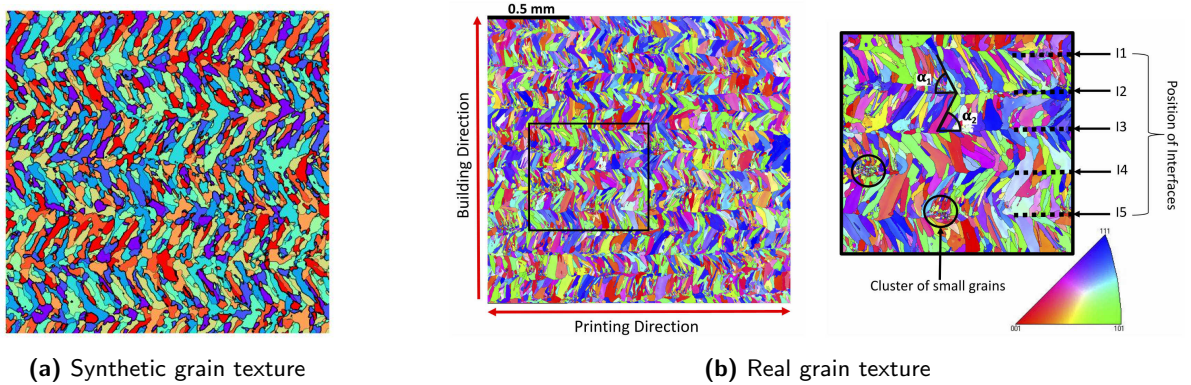 0.5 mm
Building Direction
Printing Direction
α1
α2
I1
I2
I3
I4
I5
Position of Interfaces
Cluster of small grains
111
001
101
(a) Synthetic grain texture
(b) Real grain texture